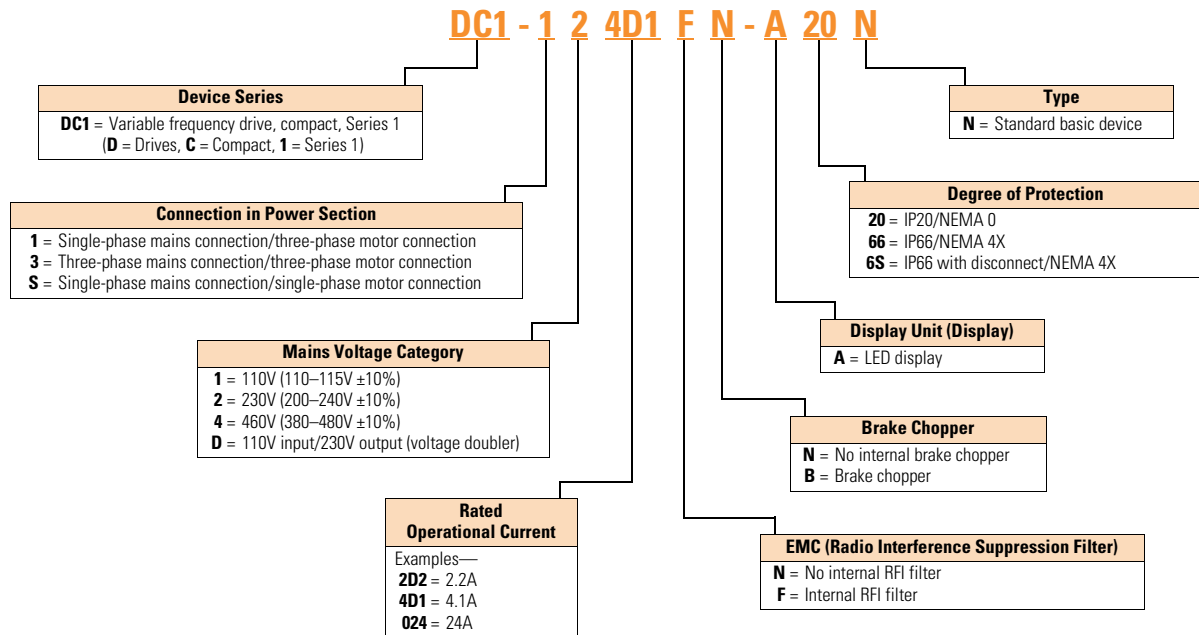 DC1 - 1 2 4D1 F N - A 20 N
Device Series
DC1 = Variable frequency drive, compact, Series 1
(D = Drives, C = Compact, 1 = Series 1)
Type
N = Standard basic device
Connection in Power Section
1 = Single-phase mains connection/three-phase motor connection
3 = Three-phase mains connection/three-phase motor connection
S = Single-phase mains connection/single-phase motor connection
Degree of Protection
20 = IP20/NEMA 0
66 = IP66/NEMA 4X
6S = IP66 with disconnect/NEMA 4X
Mains Voltage Category
1 = 110V (110–115V ±10%)
2 = 230V (200–240V ±10%)
4 = 460V (380–480V ±10%)
D = 110V input/230V output (voltage doubler)
Display Unit (Display)
A = LED display
Brake Chopper
N = No internal brake chopper
B = Brake chopper
Rated
Operational Current
Examples—
2D2 = 2.2A
4D1 = 4.1A
024 = 24A
EMC (Radio Interference Suppression Filter)
N = No internal RFI filter
F = Internal RFI filter